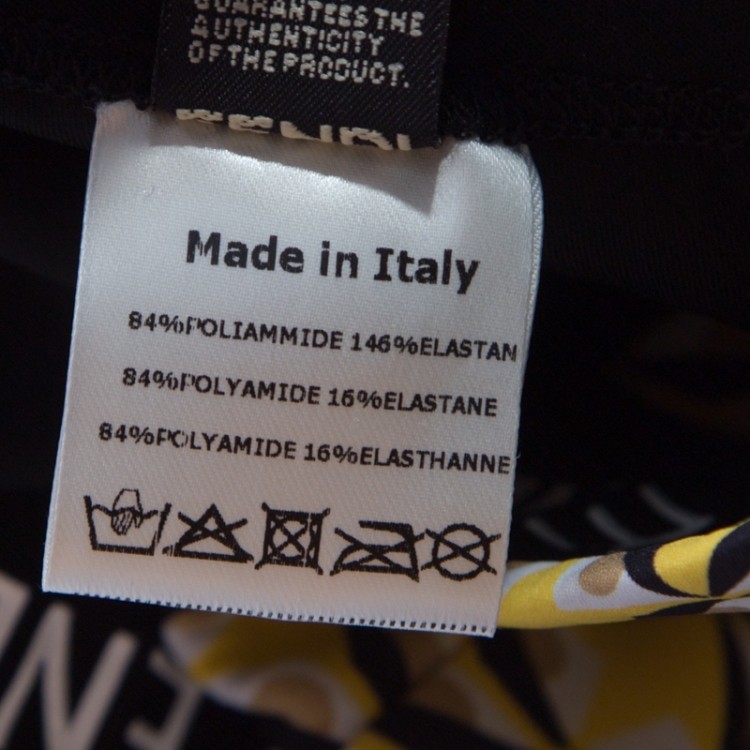 GUARANTEES THE
AUTHENTICITY
OF THE PRODUCT.
Made in Italy
84%POLIAMMIDE 146%ELASTAN
84%POLYAMIDE 16%ELASTANE
84%POLYAMIDE 16%ELASTHANNE